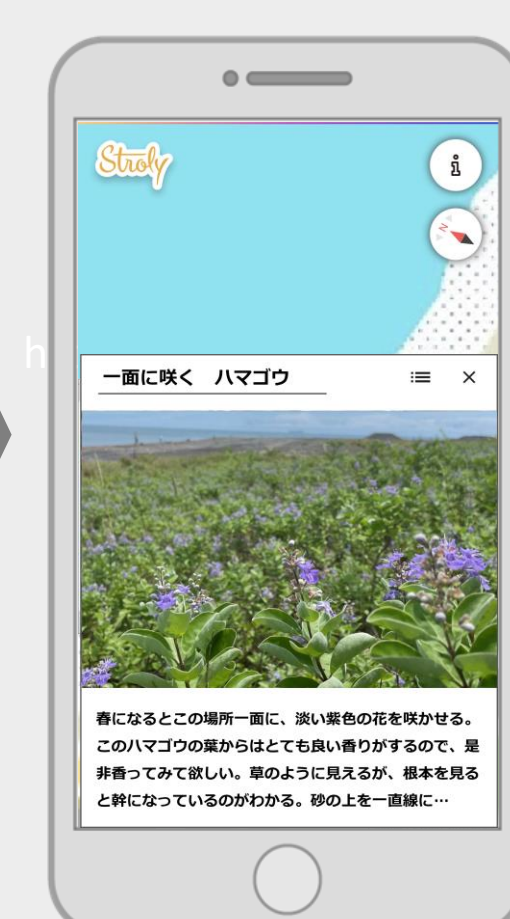 Stroly
i
N
h
一面に咲く　ハマゴウ
春になるとこの場所一面に、淡い紫色の花を咲かせる。
このハマゴウの葉からはとても良い香りがするので、是
非香ってみて欲しい。草のように見えるが、根本を見る
と幹になっているのがわかる。砂の上を一直線に…